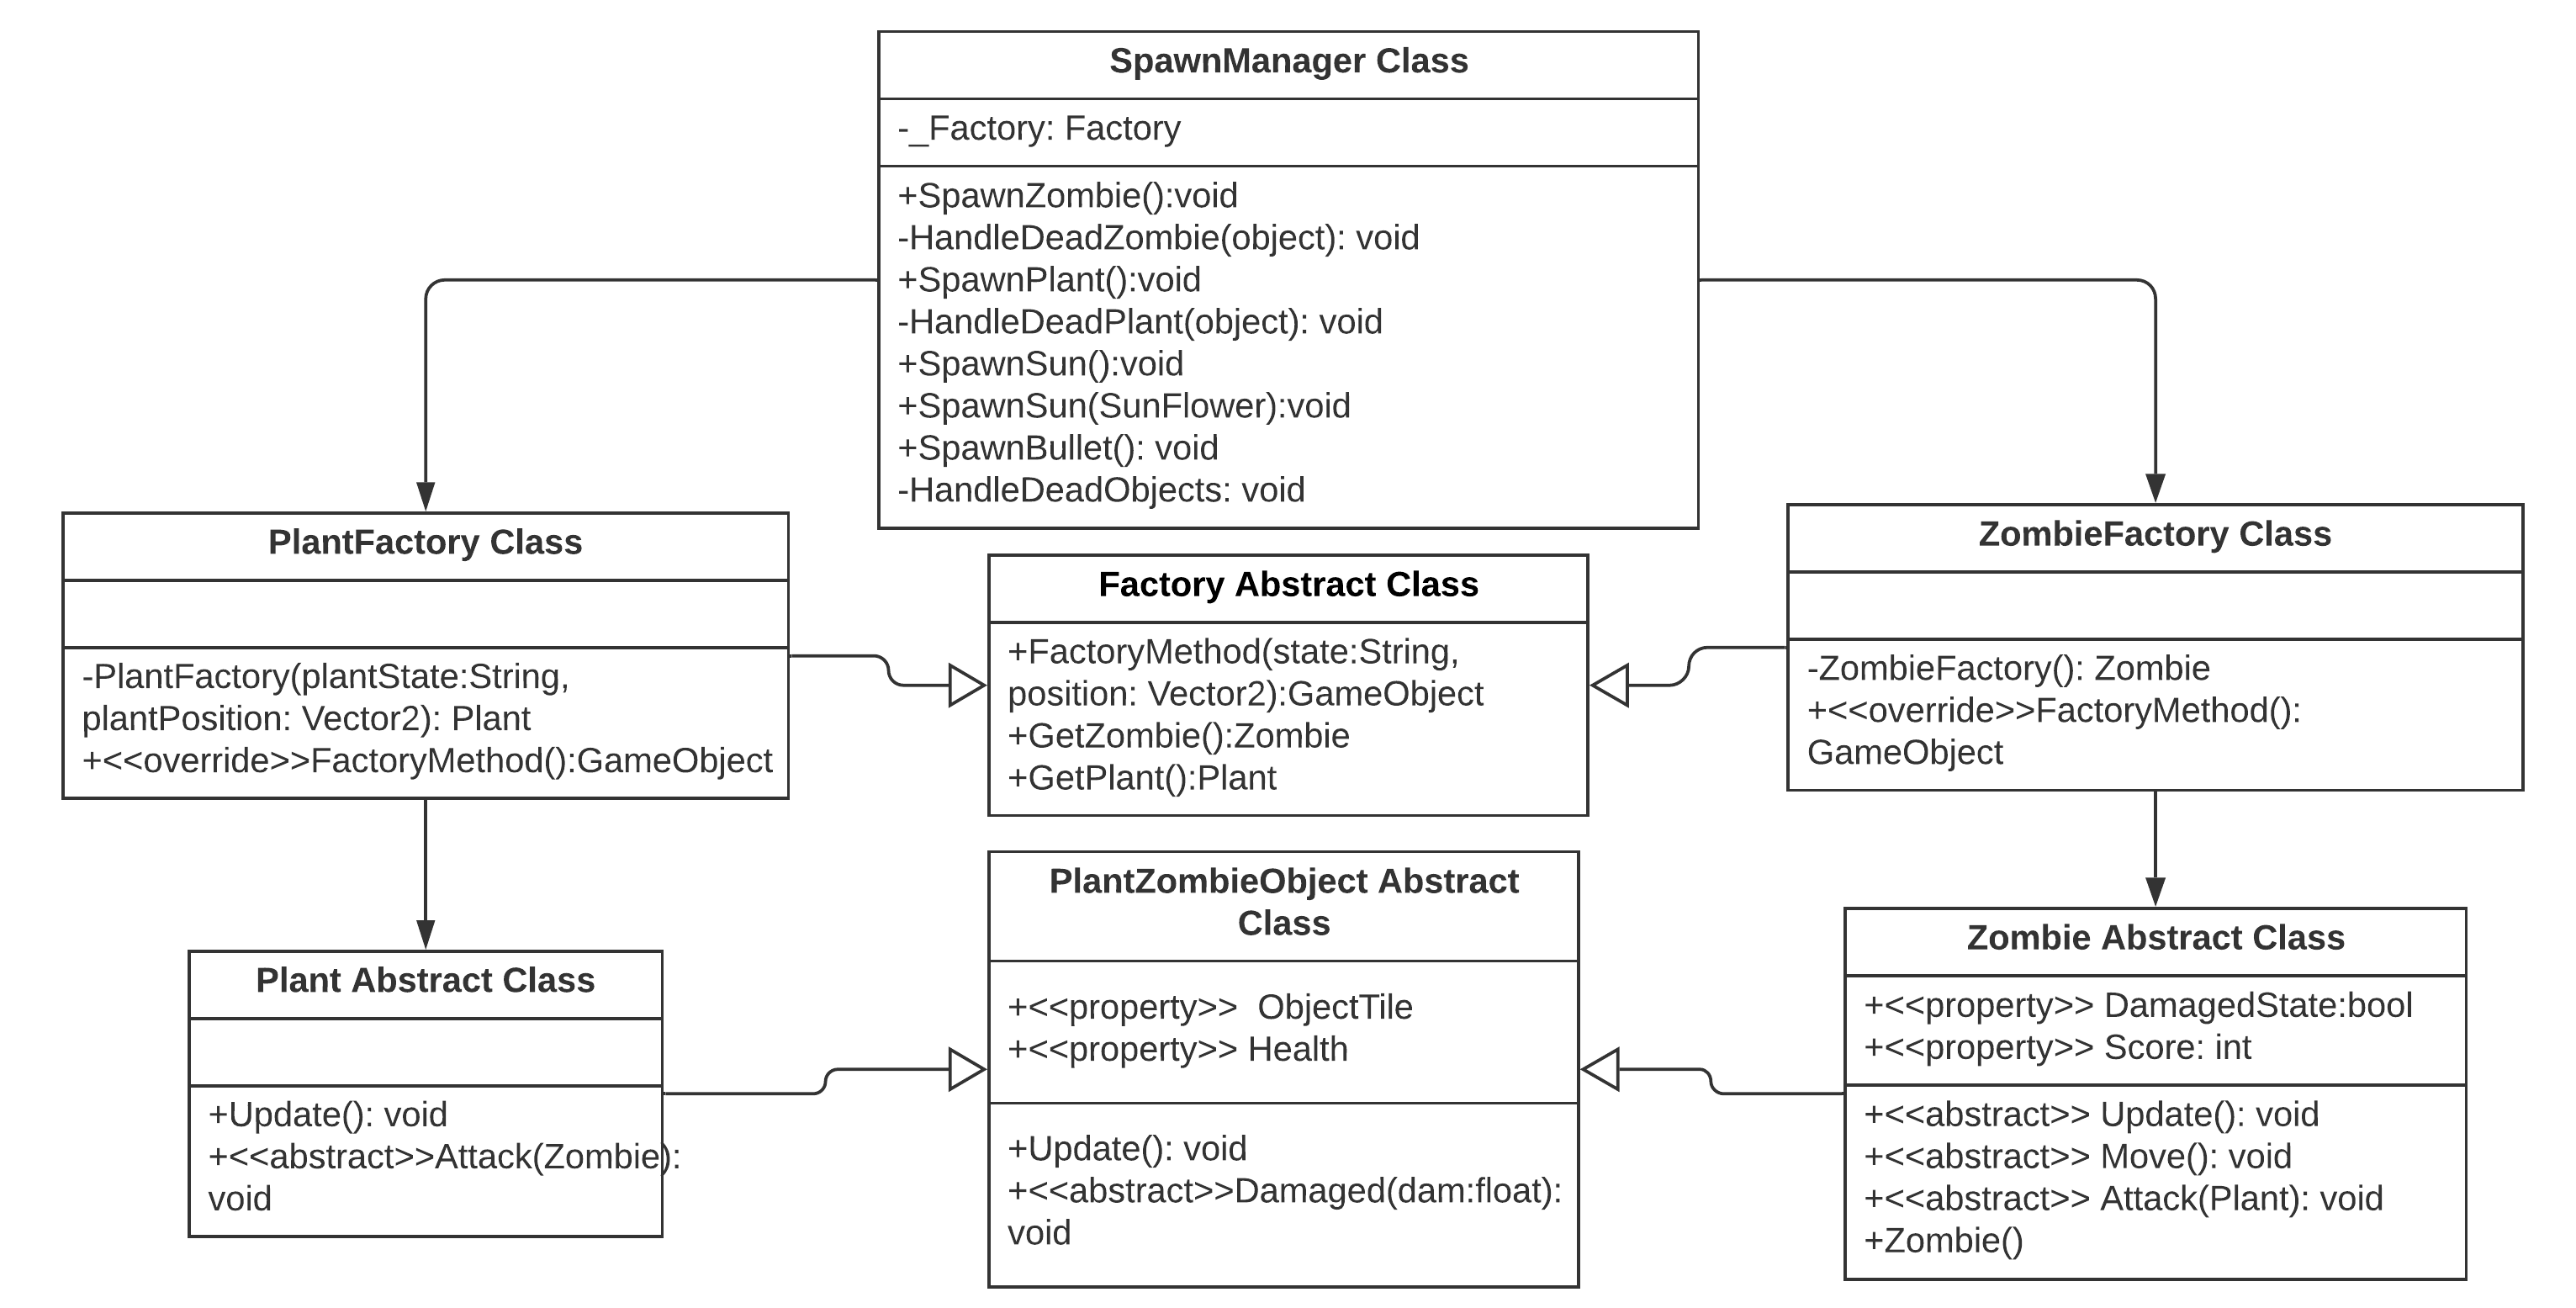 SpawnManager Class
-_Factory: Factory
+SpawnZombie():void
-HandleDeadZombie(object): void
+SpawnPlant():void
-HandleDeadPlant(object): void
+SpawnSun():void
+SpawnSun(SunFlower):void
+SpawnBullet(): void
-HandleDeadObjects: void
PlantFactory Class
-PlantFactory(plantState:String,
plantPosition: Vector2): Plant
+<<override>>FactoryMethod():GameObject
Factory Abstract Class
+FactoryMethod(state:String,
position: Vector2):GameObject
+GetZombie():Zombie
+GetPlant():Plant
ZombieFactory Class
-ZombieFactory(): Zombie
+<<override>>FactoryMethod():
GameObject
Plant Abstract Class
+Update(): void
+<<abstract>>Attack(Zombie):
void
PlantZombieObject Abstract
Class
+<<property>>  ObjectTile
+<<property>> Health
+Update(): void
+<<abstract>>Damaged(dam:float):
void
Zombie Abstract Class
+<<property>> DamagedState:bool
+<<property>> Score: int
+<<abstract>> Update(): void
+<<abstract>> Move(): void
+<<abstract>> Attack(Plant): void
+Zombie()